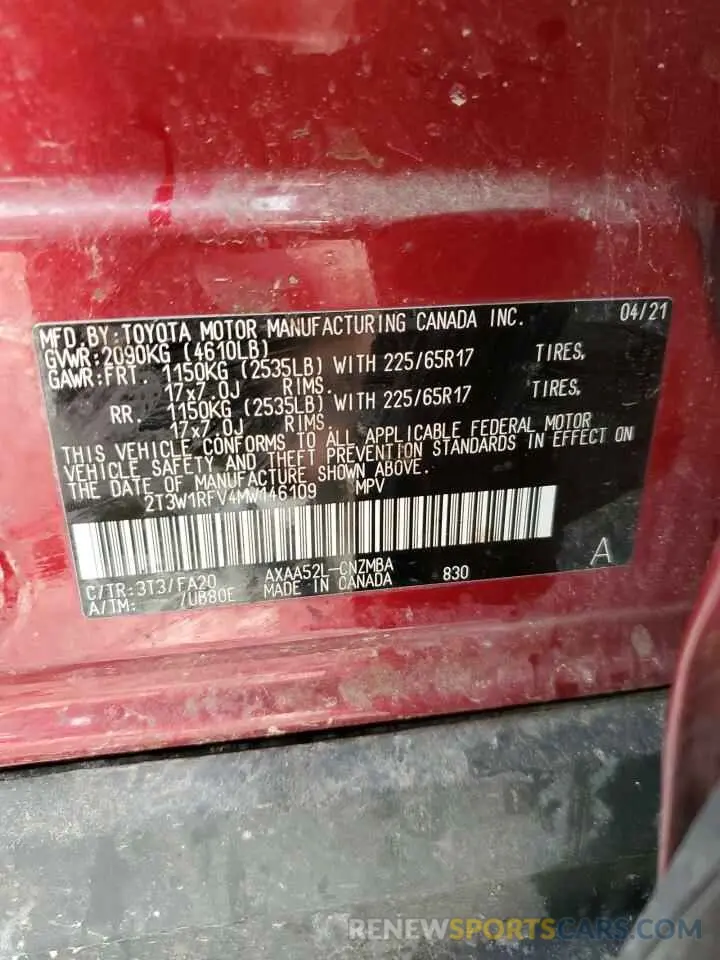 MFD.BY:TOYOTA MOTOR MANUFACTURING CANADA INC. 04/21
GVWR:2090KG (4610LB)
GAWR:FRT. 1150KG (2535LB) WITH 225/65R17 TIRES,
17x7.0J RIMS.
RR. 1150KG (2535LB) WITH 225/65R17 TIRES,
17x7.0J RIMS.
THIS VEHICLE CONFORMS TO ALL APPLICABLE FEDERAL MOTOR
VEHICLE SAFETY AND THEFT PREVENTION STANDARDS IN EFFECT ON
THE DATE OF MANUFACTURE SHOWN ABOVE.
2T3W1RFV4MW146109 MPV
C/TR:3T3/FA20 AXAA52L-CNZMBA 830 A
A/TM: /UB80E MADE IN CANADA
RENEWSPORTSCARS.COM